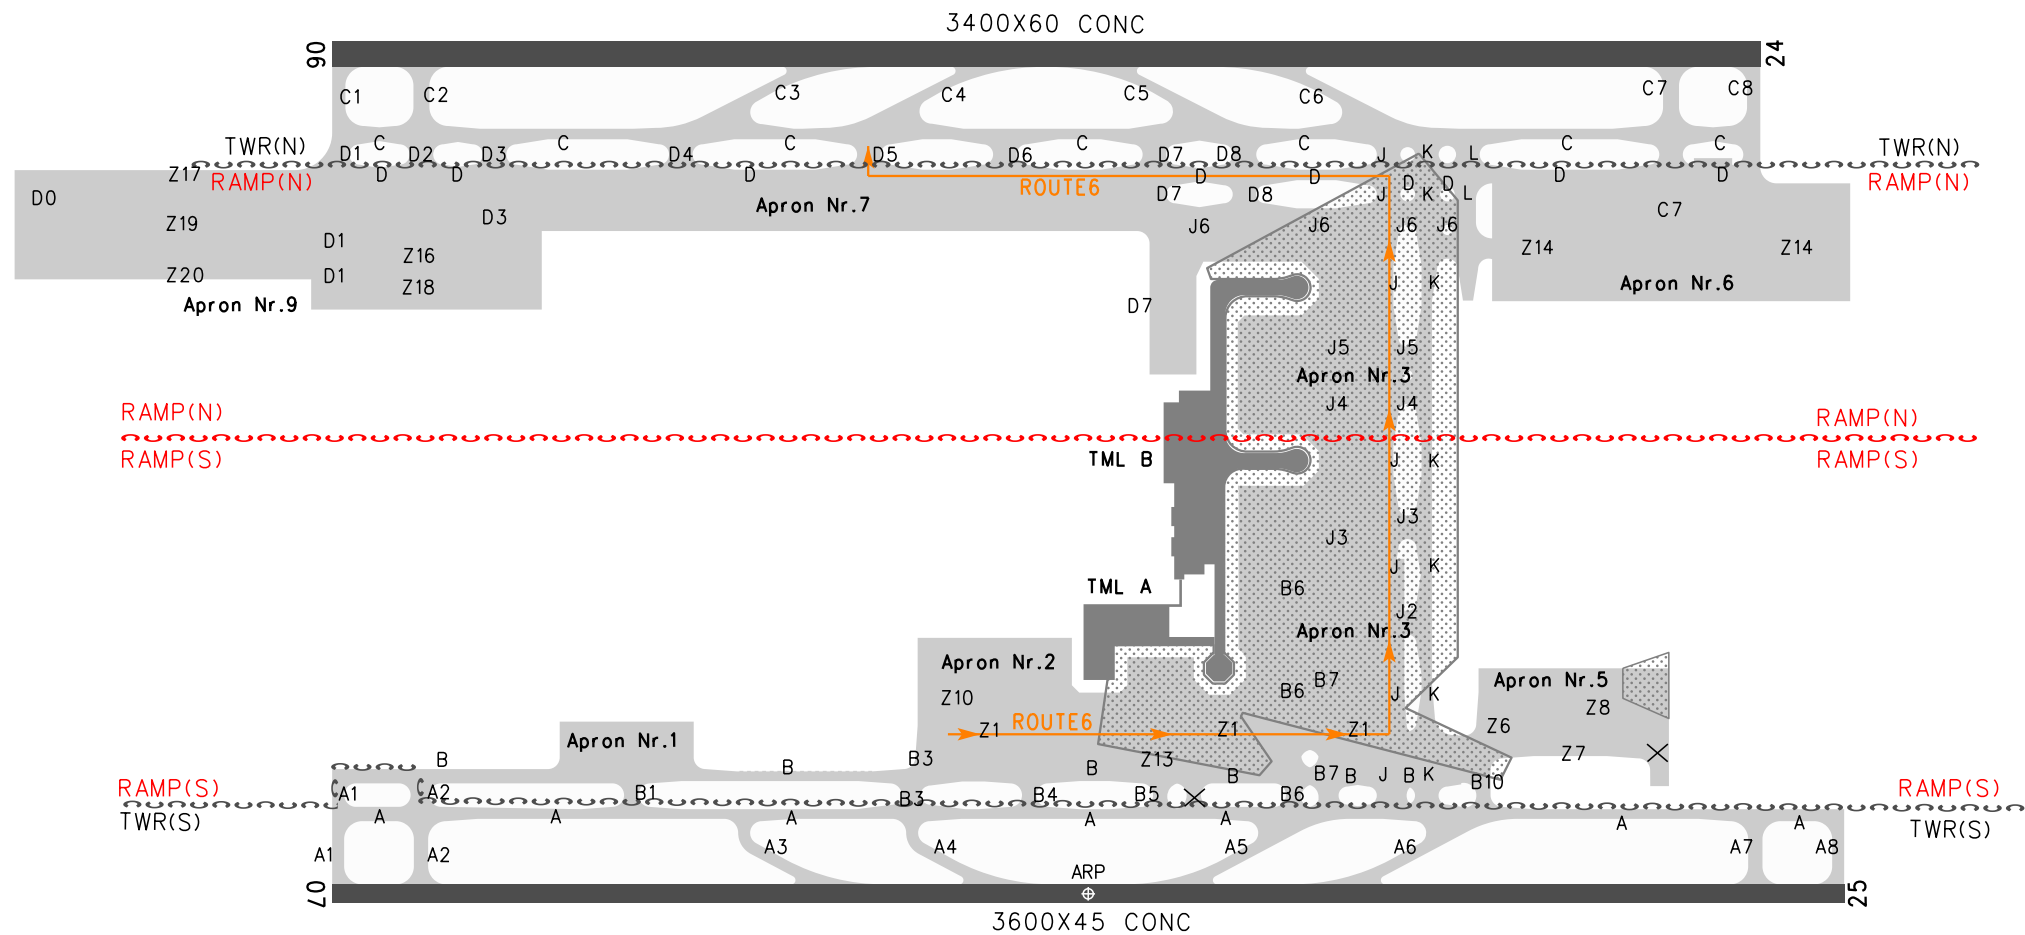 3400X60 CONC
06
24
C1 C2 C3 C4 C5 C6 C7 C8
TWR(N) C C C C C C C TWR(N)
D1 D2 D3 D4 D5 D6 D7 D8 J K L
Z17 RAMP(N) D D D D D D D D D RAMP(N)
ROUTE6
D0 D7 D8 J K L
Apron Nr.7
C7
Z19 D3 J6 J6 J6 J6
D1 Z16 Z14 Z14
Z20 D1 Z18 J K Apron Nr.6
Apron Nr.9 D7
J5 J5
Apron Nr.3
J4 J4
RAMP(N) RAMP(N)
RAMP(S) TML B J K RAMP(S)
J3
J3
J K
TML A B6
J2
Apron Nr.3
Apron Nr.2
B7 Apron Nr.5
Z10 B6 J K
Z8
ROUTE6 Z6
Z1 Z1 Z1
Apron Nr.1
B B3 Z13 Z7
B B B B7 B J B K
B10
RAMP(S) A1 A2 B1 B3 B4 B5 B6 RAMP(S)
TWR(S) A A A A A A A TWR(S)
A1 A2 A3 A4 A5 A6 A7 A8
ARP
07
25
3600X45 CONC